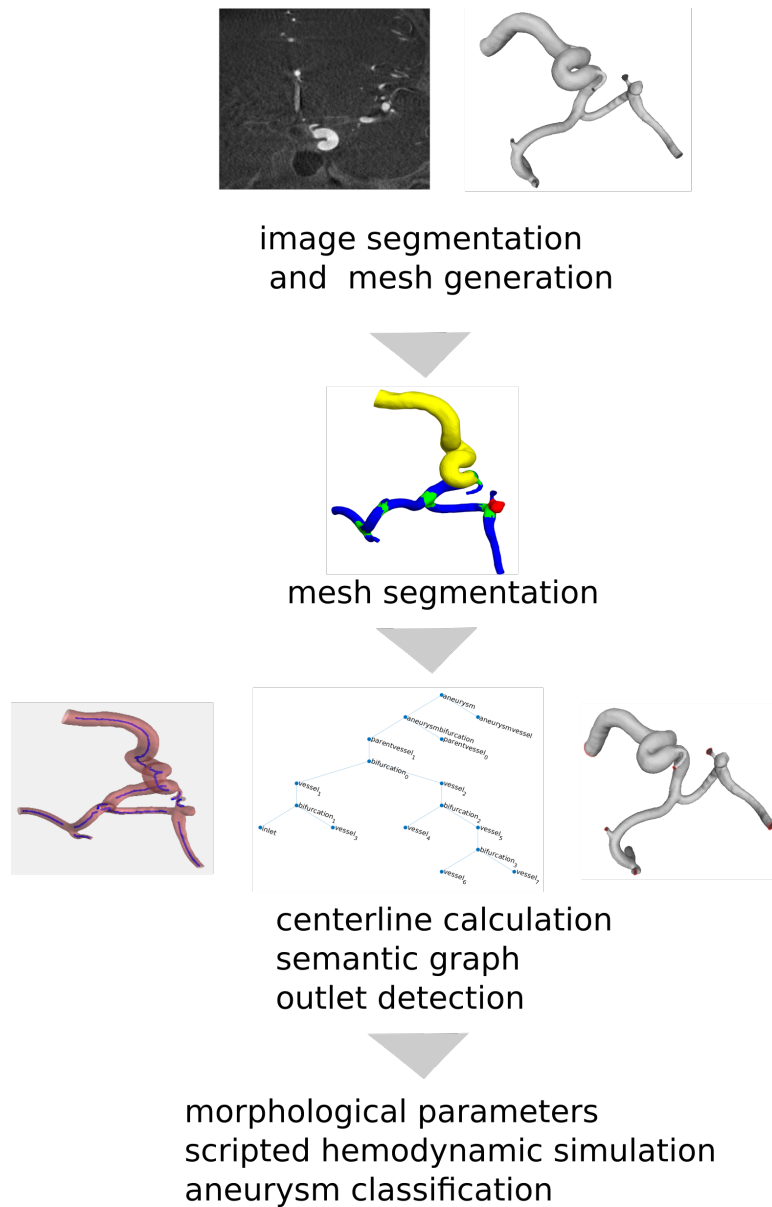 image segmentation
and mesh generation
mesh segmentation
aneurysm
aneurysmbifurcation
aneurysmvessel
parentvessel1
parentvessel0
bifurcation0
vessel1
vessel2
bifurcation1
bifurcation2
inlet
vessel3
vessel4
vessel5
bifurcation3
vessel6
vessel7
centerline calculation
semantic graph
outlet detection
morphological parameters
scripted hemodynamic simulation
aneurysm classification